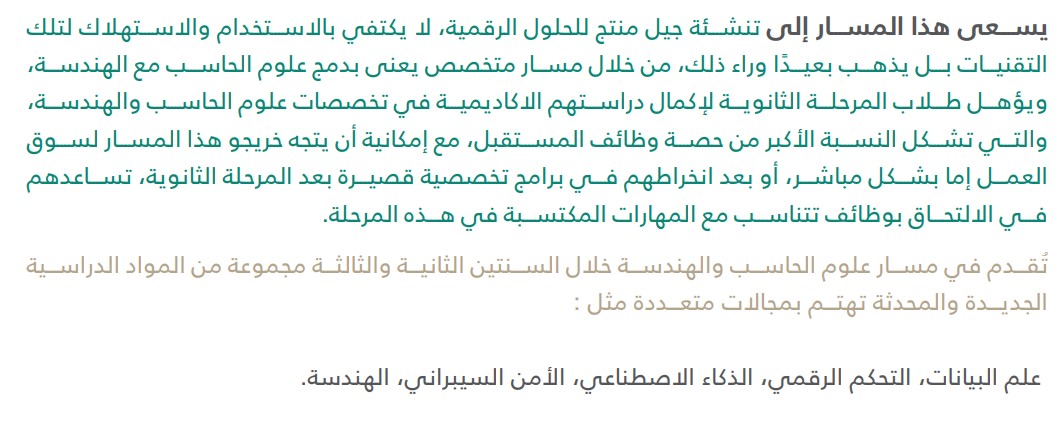 يسعى هذا المسار إلى تنشئة جيل منتج للحلول الرقمية، لا يكتفي بالاستخدام والاستهلاك لتلك
التقنيات بل يذهب بعيدًا وراء ذلك، من خلال مسار متخصص يعنى بدمج علوم الحاسب مع الهندسة،
ويؤهل طلاب المرحلة الثانوية لإكمال دراستهم الاكاديمية في تخصصات علوم الحاسب والهندسة،
والتي تشكل النسبة الأكبر من حصة وظائف المستقبل، مع إمكانية أن يتجه خريجو هذا المسار لسوق
العمل إما بشكل مباشر، أو بعد انخراطهم في برامج تخصصية قصيرة بعد المرحلة الثانوية، تساعدهم
في الالتحاق بوظائف تتناسب مع المهارات المكتسبة في هذه المرحلة.
تُقدم في مسار علوم الحاسب والهندسة خلال السنتين الثانية والثالثة مجموعة من المواد الدراسية
الجديدة والمحدثة تهتم بمجالات متعددة مثل :
علم البيانات، التحكم الرقمي، الذكاء الاصطناعي، الأمن السيبراني، الهندسة.